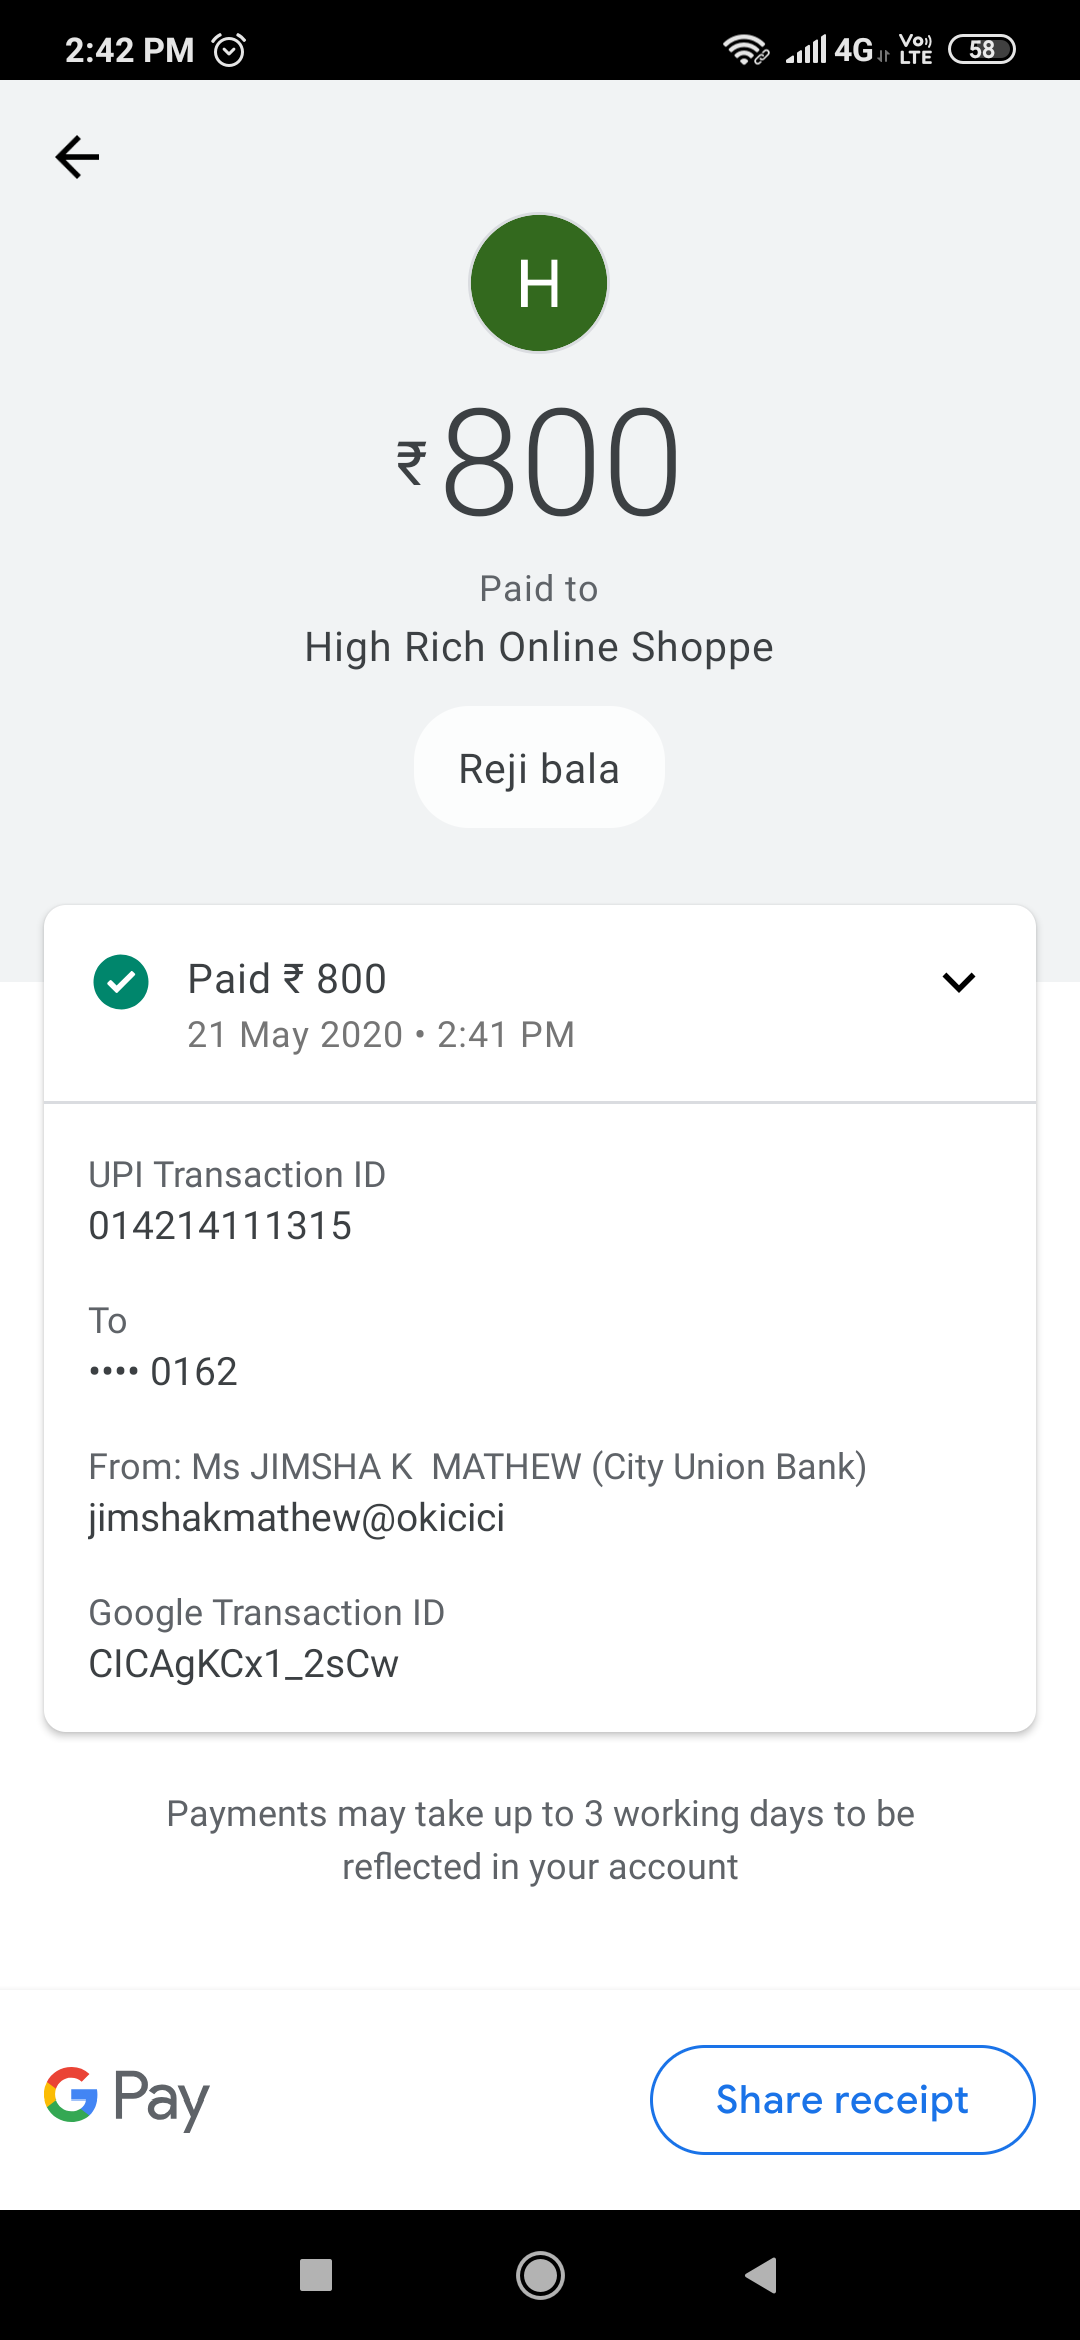 2:42 PM 4G Vo) LTE 58
H
₹800
Paid to
High Rich Online Shoppe
Reji bala
Paid ₹ 800
21 May 2020 • 2:41 PM
UPI Transaction ID
014214111315
To
•••• 0162
From: Ms JIMSHA K  MATHEW (City Union Bank)
jimshakmathew@okicici
Google Transaction ID
CICAgKCx1_2sCw
Payments may take up to 3 working days to be
reflected in your account
G Pay
Share receipt